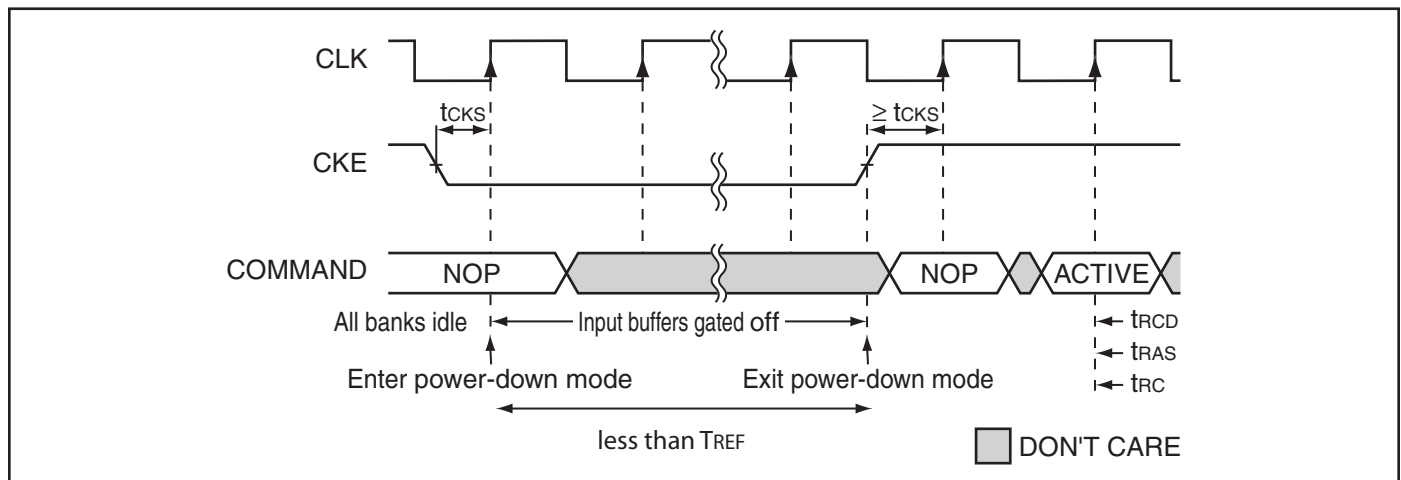 CLK
tCKS
≥ tCKS
CKE
COMMAND
NOP
NOP
ACTIVE
All banks idle
Input buffers gated off
tRCD
tRAS
tRC
Enter power-down mode
Exit power-down mode
less than TREF
DON'T CARE